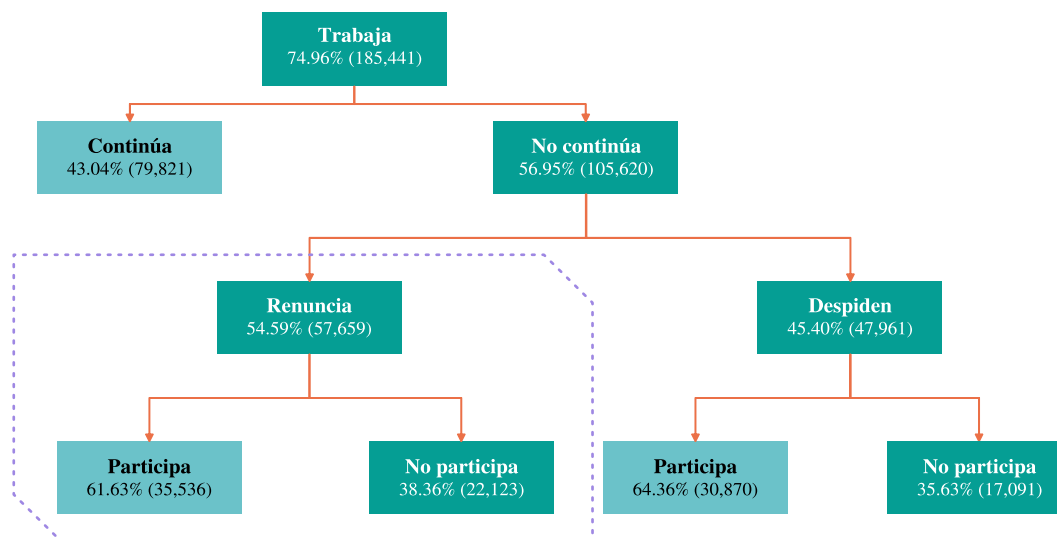 Trabaja
74.96% (185,441)
Continúa
43.04% (79,821)
No continúa
56.95% (105,620)
Renuncia
54.59% (57,659)
Despiden
45.40% (47,961)
Participa
61.63% (35,536)
No participa
38.36% (22,123)
Participa
64.36% (30,870)
No participa
35.63% (17,091)